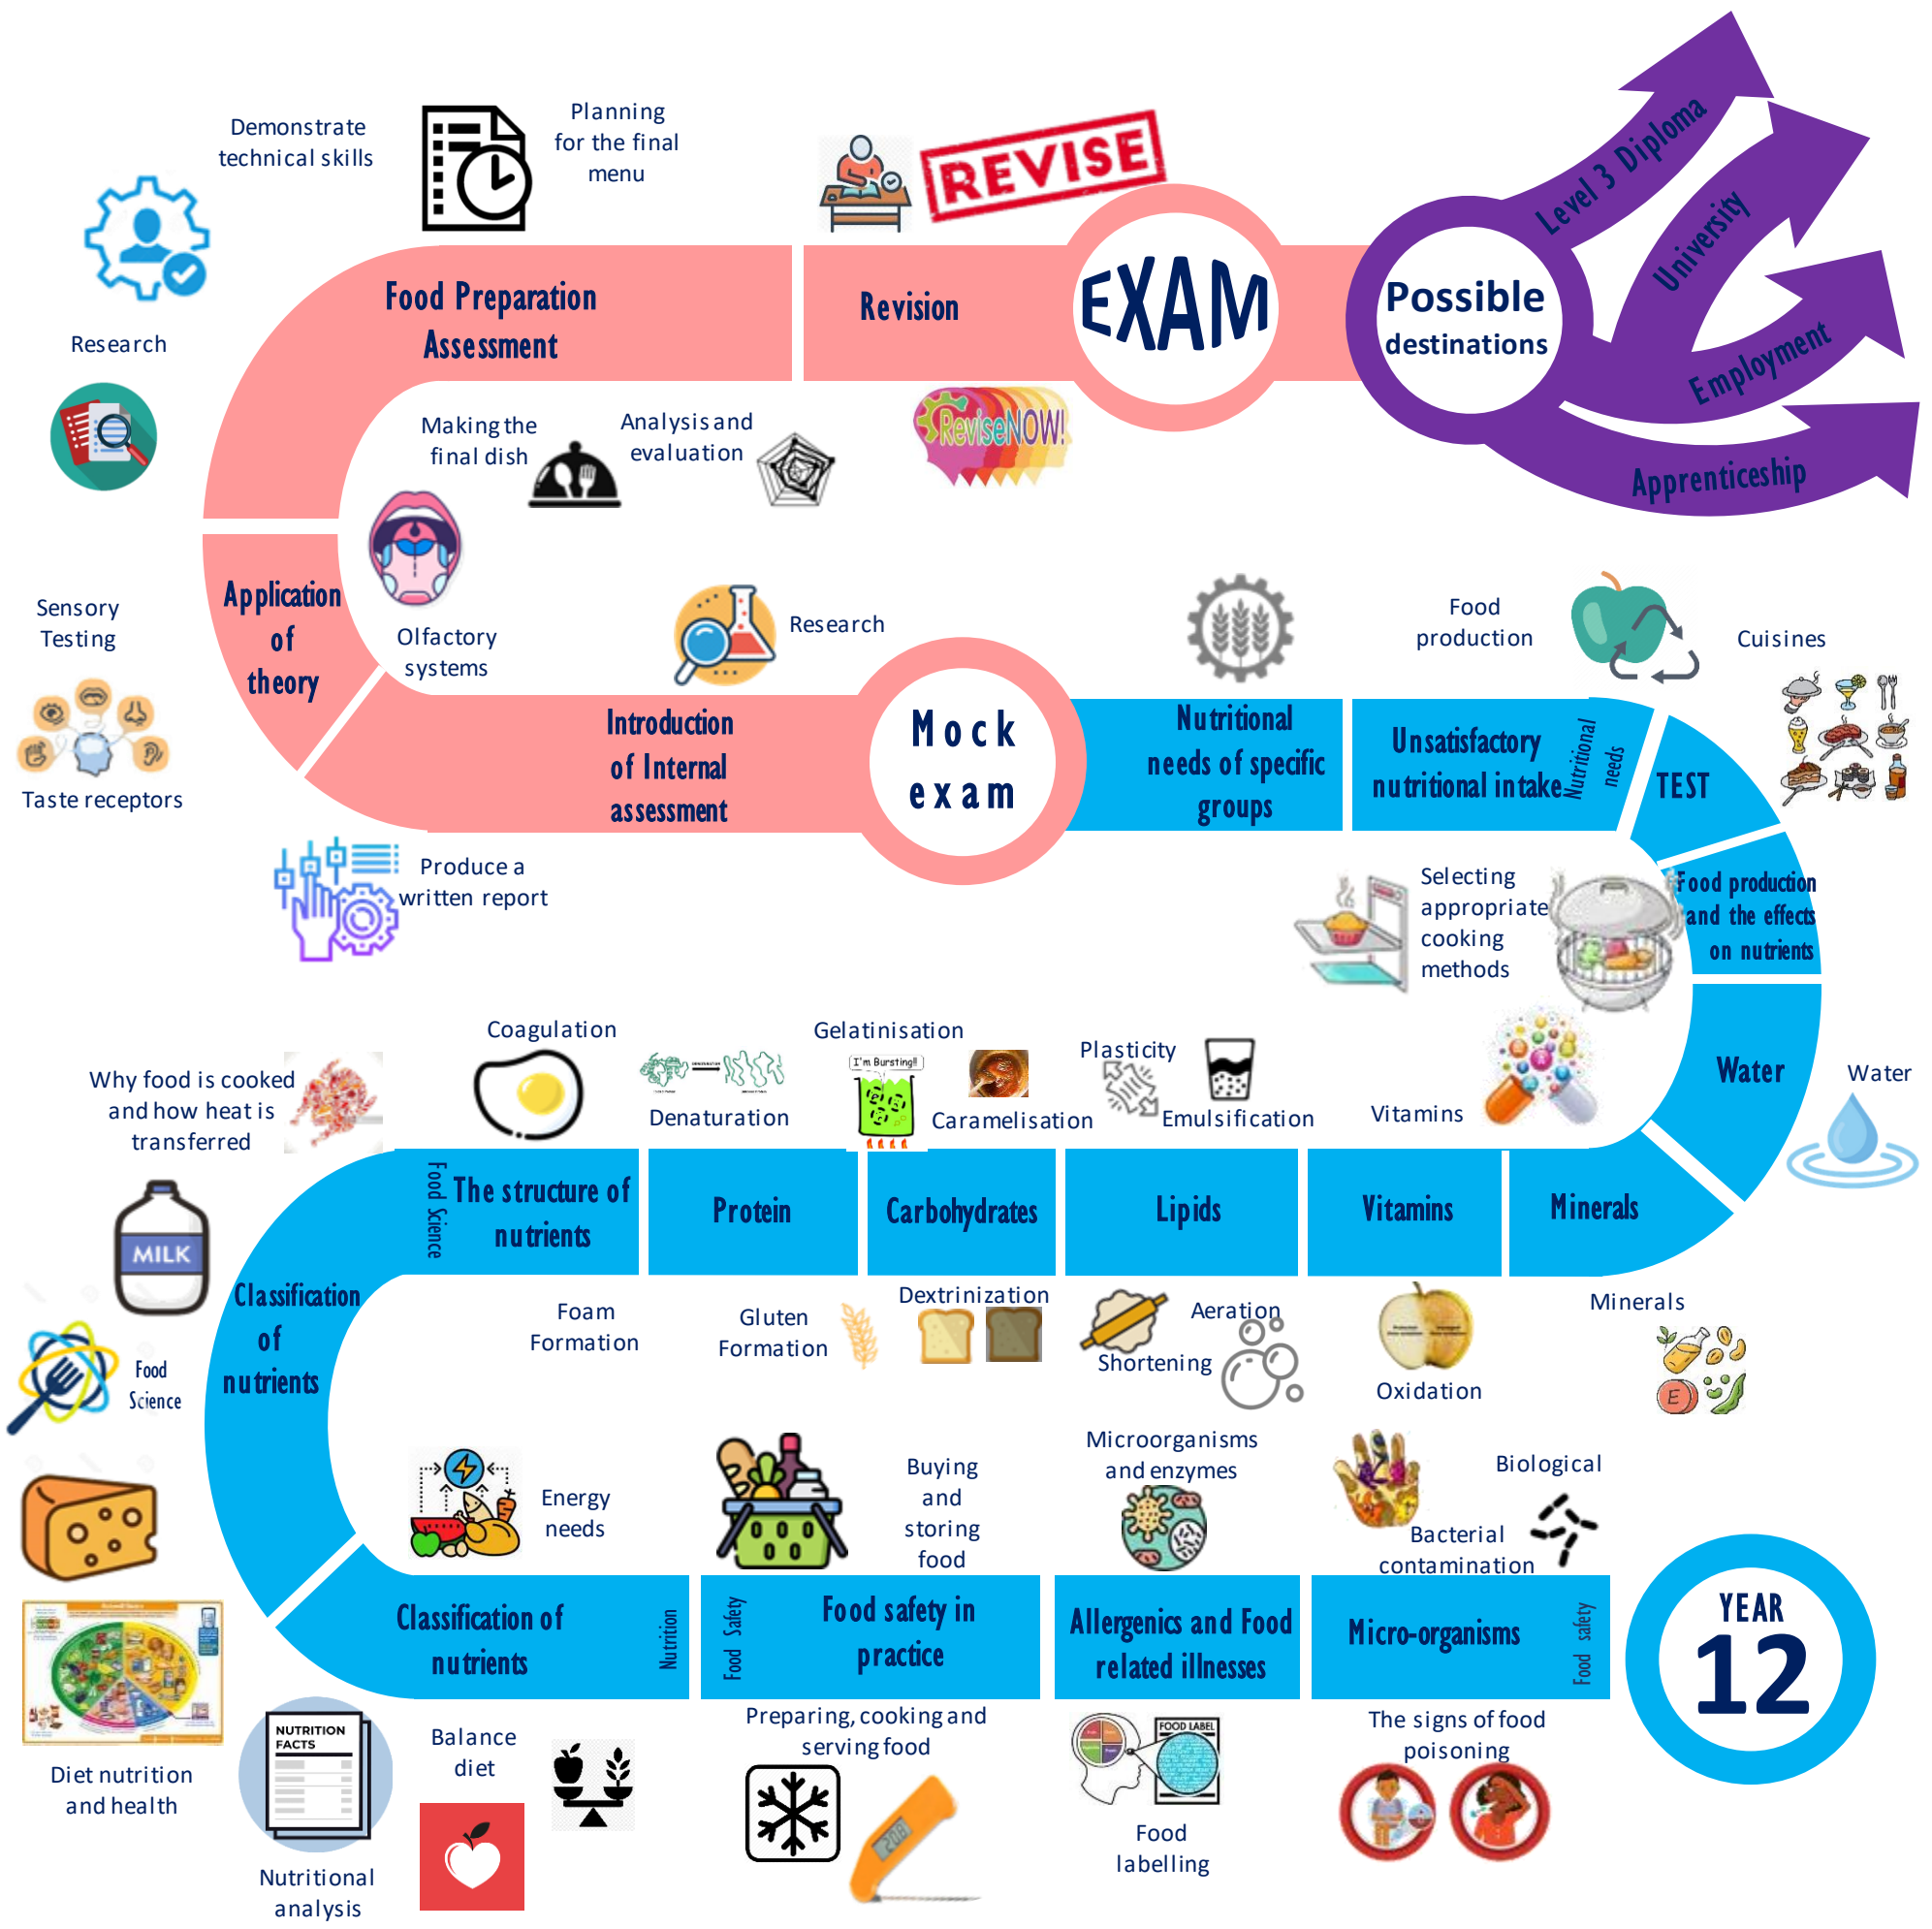 Demonstrate
technical skills
Planning
for the final
menu
REVISE
Level 3 Diploma
University
Employment
Apprenticeship
Possible
destinations
EXAM
Revision
Food Preparation
Assessment
Research
Making the
final dish
Analysis and
evaluation
ReviseNOW!
Application
of
theory
Sensory
Testing
Taste receptors
Olfactory
systems
Research
Introduction
of Internal
assessment
Produce a
written report
Mock
exam
Nutritional
needs of specific
groups
Unsatisfactory
nutritional intake
Nutritional
needs
Food
production
Cuisines
TEST
Food production
and the effects
on nutrients
Selecting
appropriate
cooking
methods
Water
Water
Vitamins
Coagulation
Denaturation
Gelatinisation
I'm Bursting!!
Caramelisation
Plasticity
Emulsification
Why food is cooked
and how heat is
transferred
Food Science
The structure of
nutrients
Protein
Carbohydrates
Lipids
Vitamins
Minerals
MILK
Classification
of
nutrients
Food
Science
Foam
Formation
Gluten
Formation
Dextrinization
Aeration
Shortening
Oxidation
Minerals
E
Energy
needs
Buying
and
storing
food
Microorganisms
and enzymes
Biological
Bacterial
contamination
Classification of
nutrients
Nutrition
Food Safety
Food safety in
practice
Allergenics and Food
related illnesses
Micro-organisms
Food safety
YEAR
12
Diet nutrition
and health
NUTRITION
FACTS
Nutritional
analysis
Balance
diet
Preparing, cooking and
serving food
FOOD LABEL
Food
labelling
The signs of food
poisoning